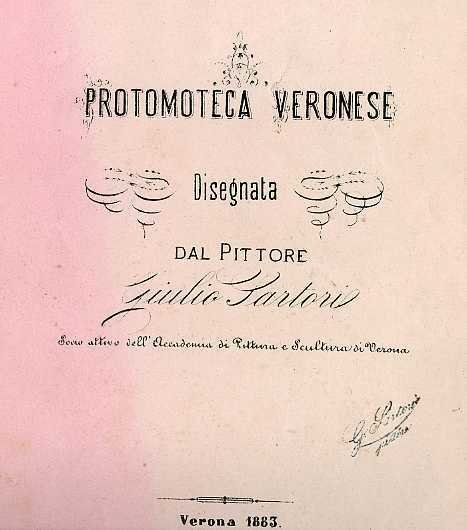 PROTOMOTECA VERONESE
Disegnata
DAL PITTORE
Giulio Sartori
Socio attivo dell'Accademia di Pittura e Scultura di Verona
G. Sartori
pittore
Verona 1883.